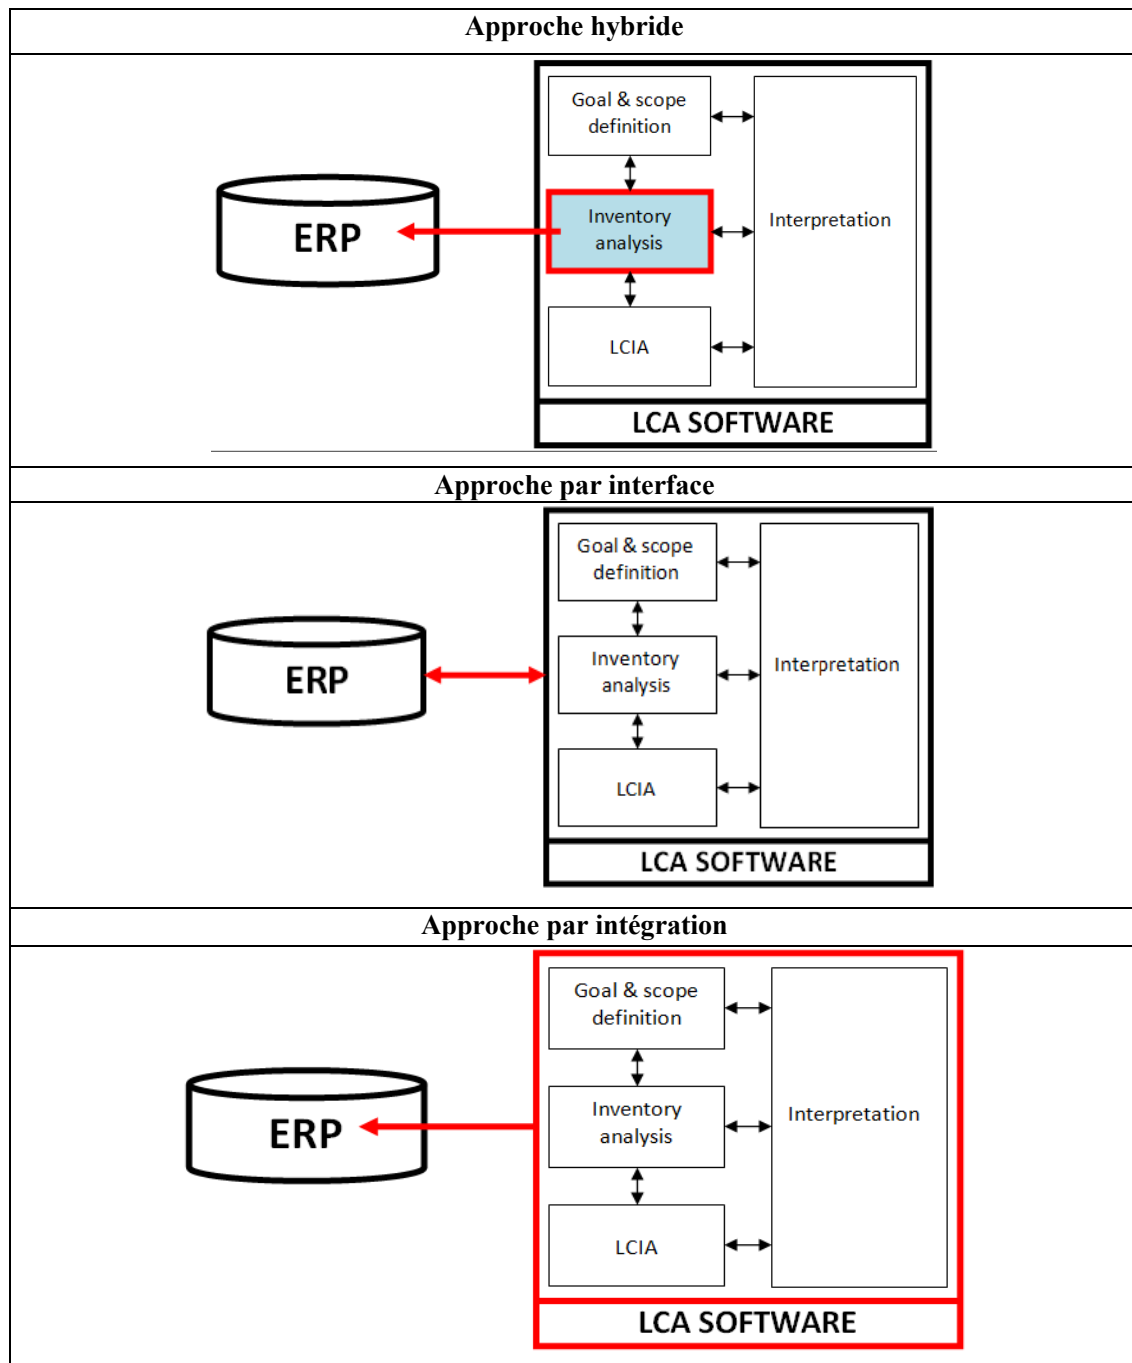 Approche hybride
Goal & scope
definition
ERP
Inventory
analysis
Interpretation
LCIA
LCA SOFTWARE
Approche par interface
Goal & scope
definition
ERP
Inventory
analysis
Interpretation
LCIA
LCA SOFTWARE
Approche par intégration
Goal & scope
definition
ERP
Inventory
analysis
Interpretation
LCIA
LCA SOFTWARE